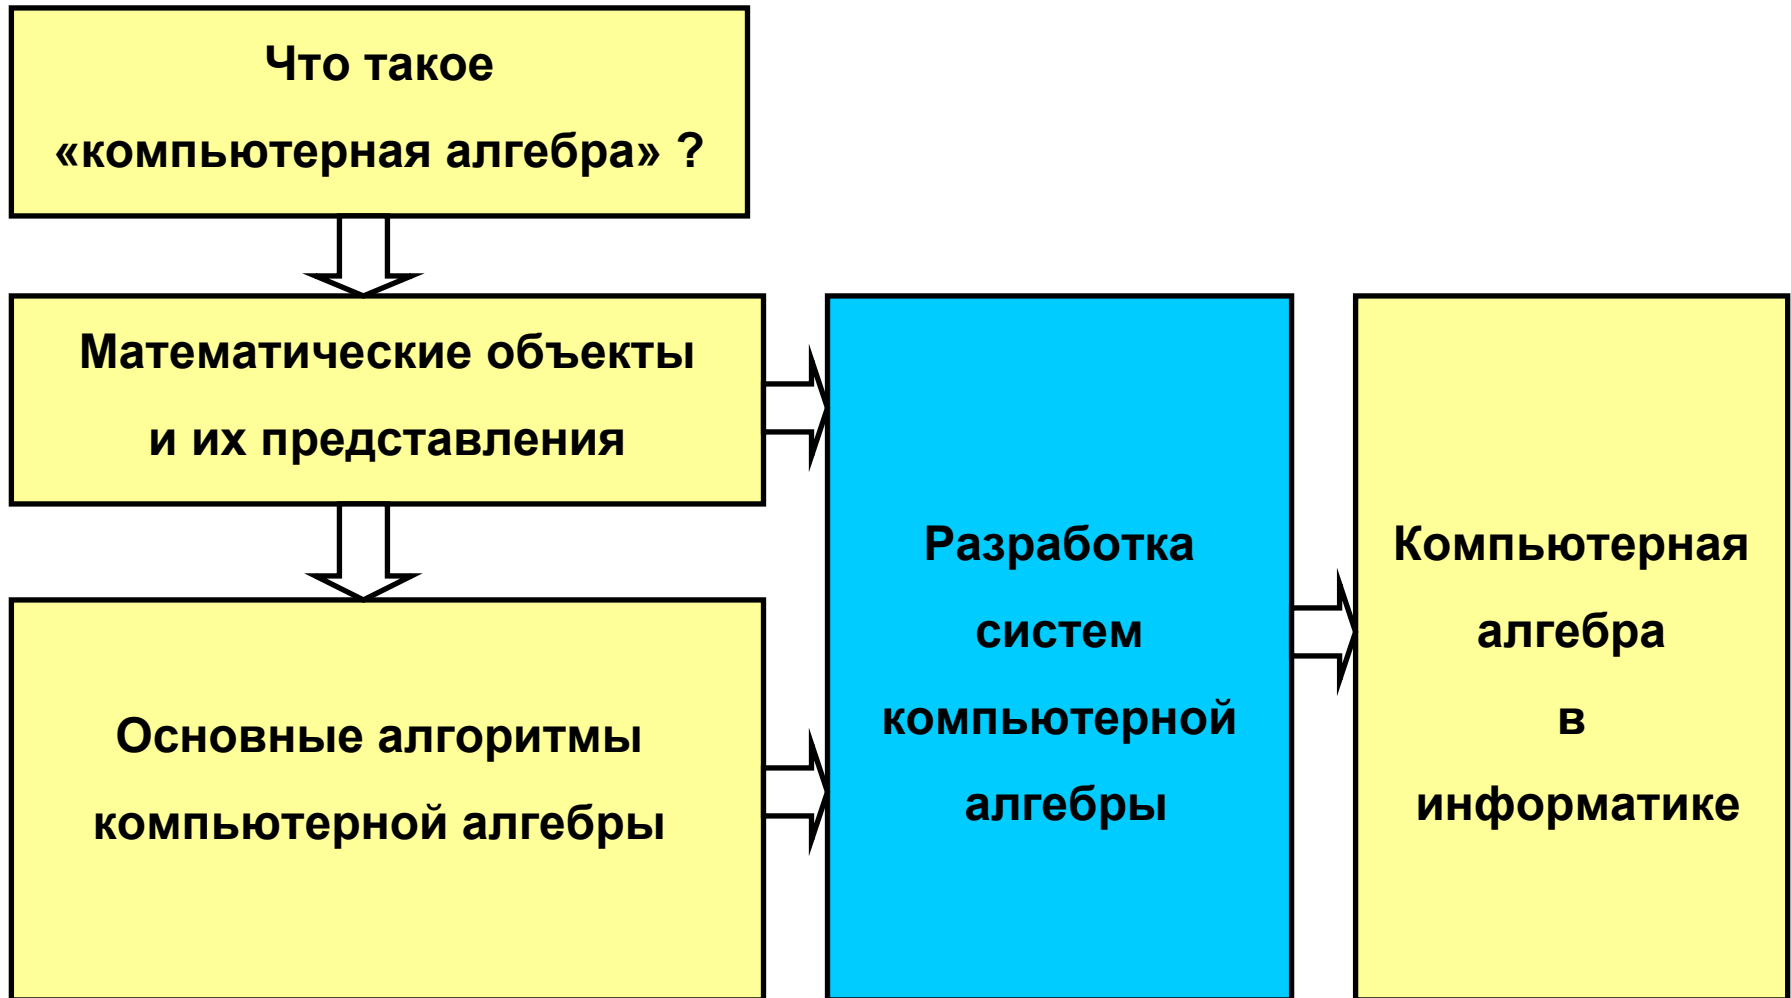 Что такое
«компьютерная алгебра» ?
Математические объекты
и их представления
Основные алгоритмы
компьютерной алгебры
Разработка
систем
компьютерной
алгебры
Компьютерная
алгебра
в
информатике